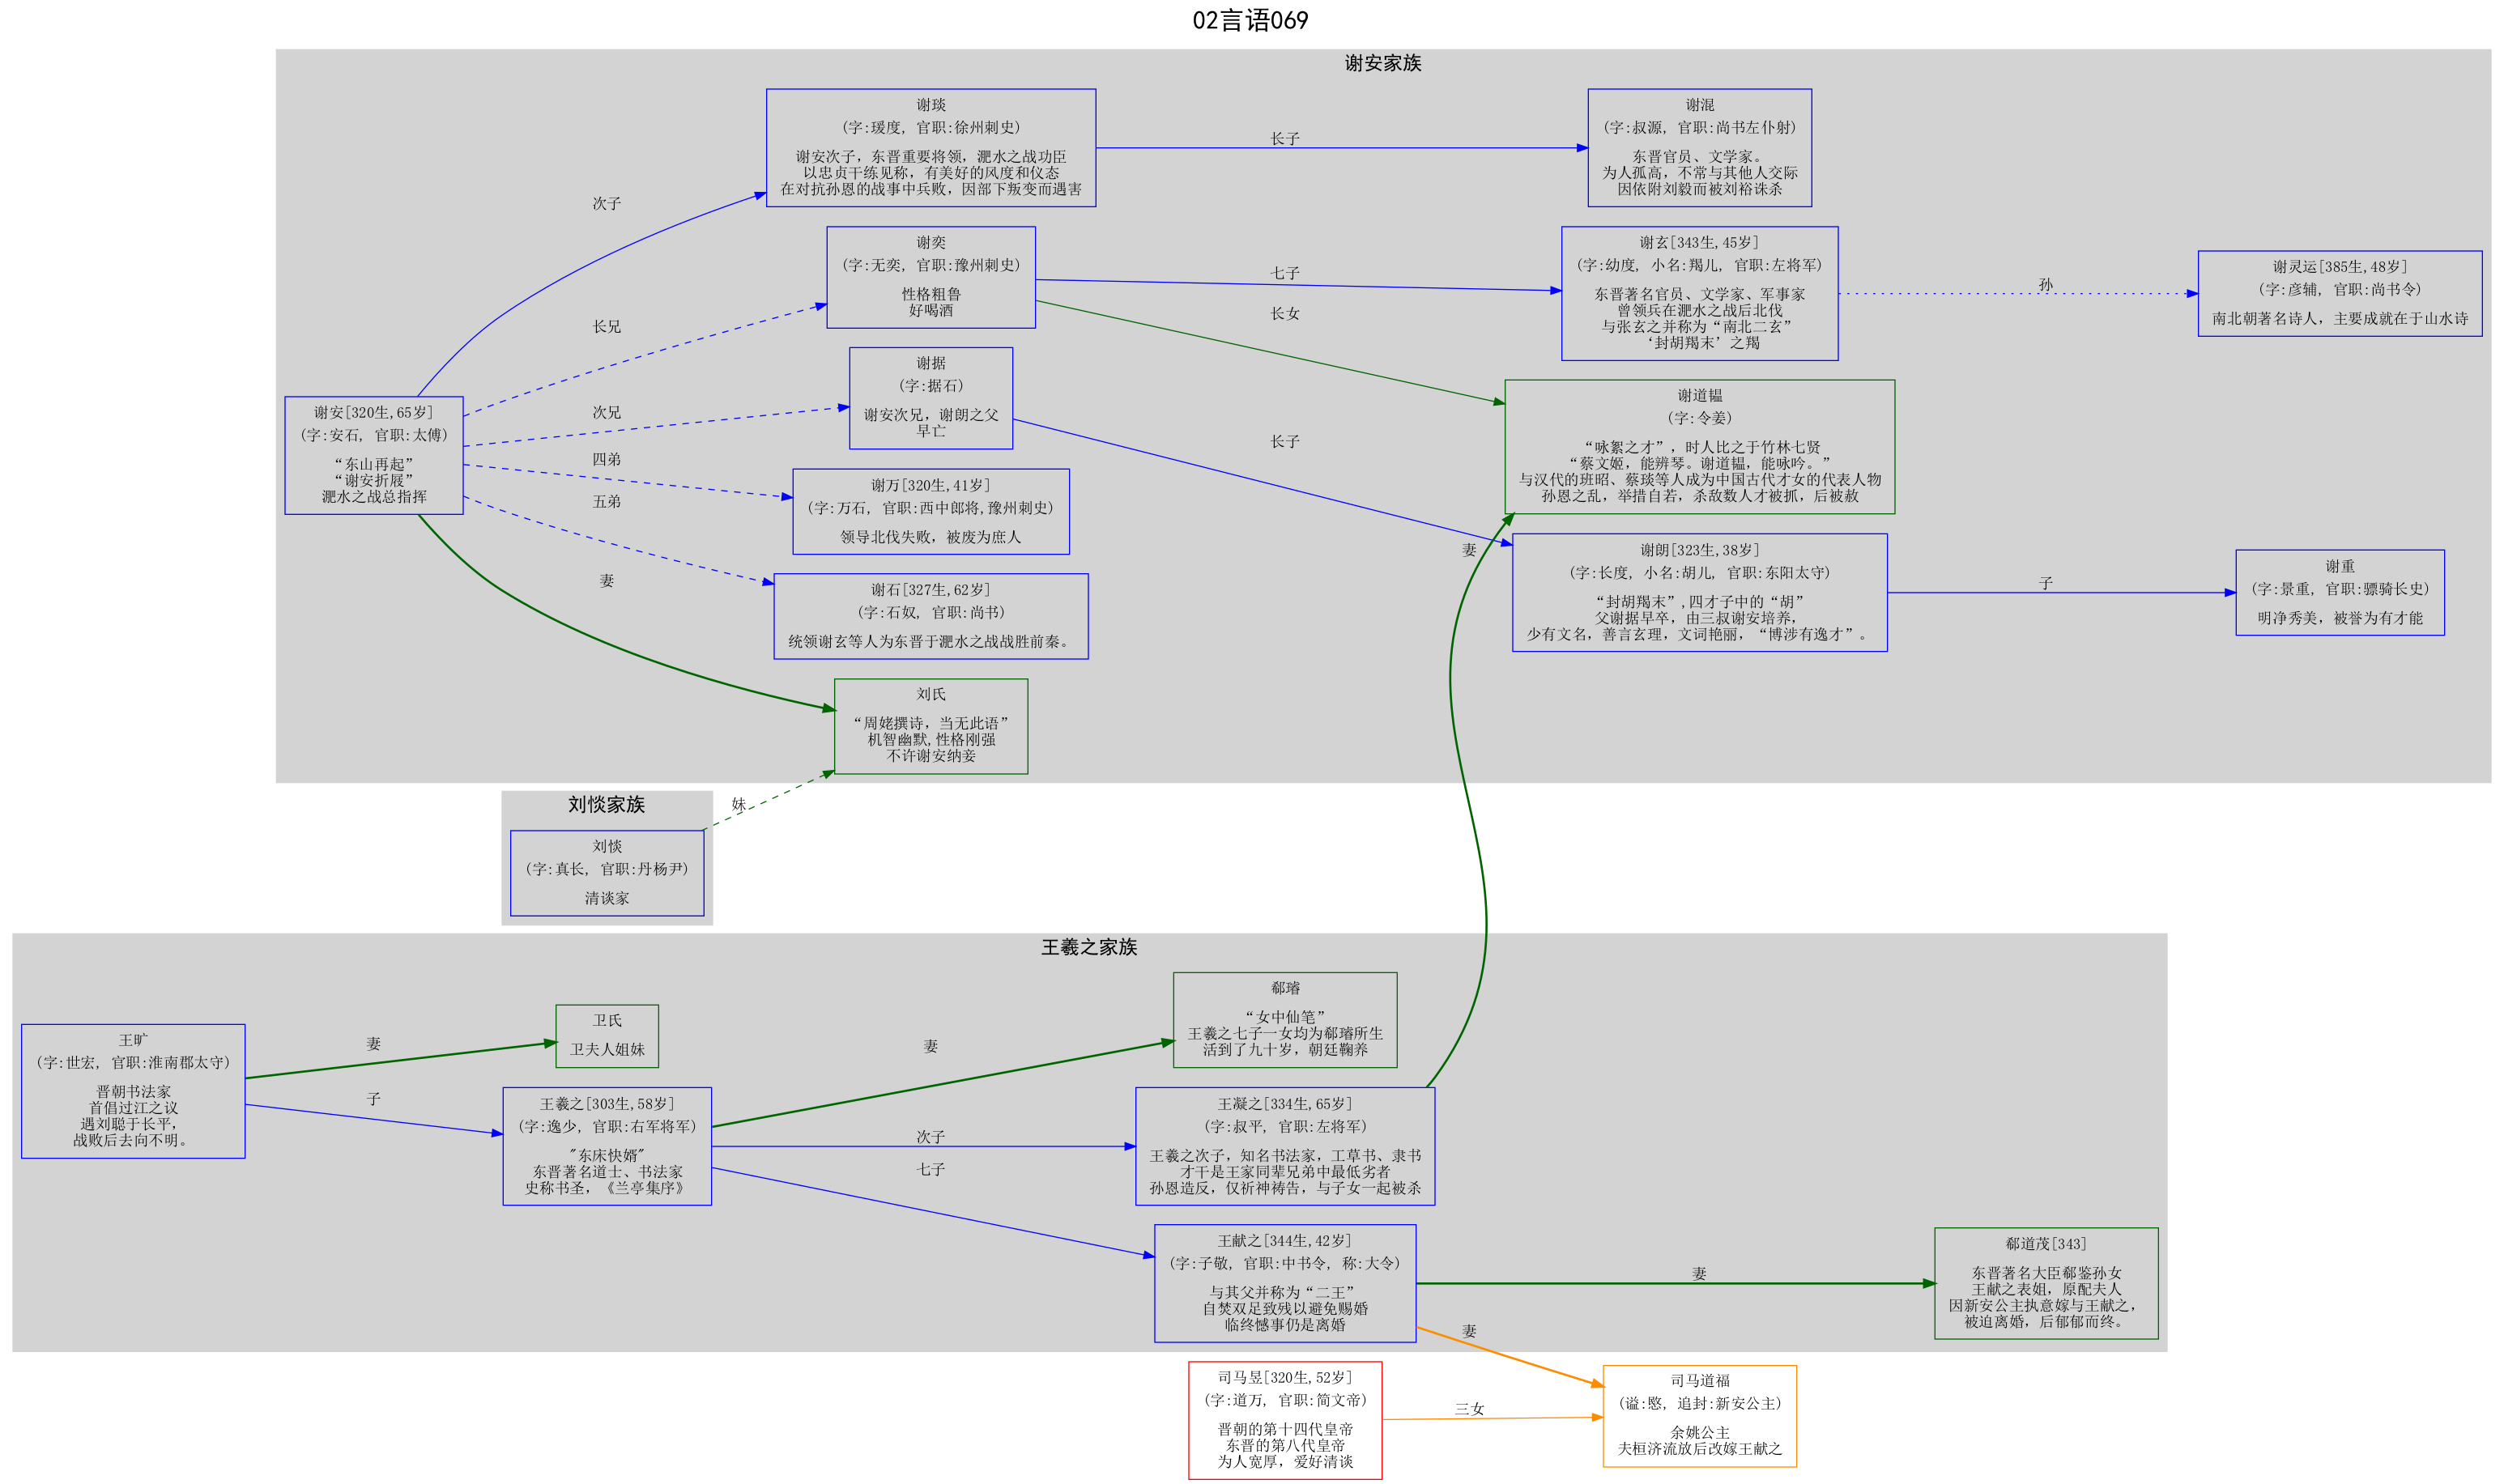 02言语069
谢安家族
谢琰
(字:瑗度, 官职:徐州刺史)
谢安次子，东晋重要将领，淝水之战功臣
以忠贞干练见称，有美好的风度和仪态
在对抗孙恩的战事中兵败，因部下叛变而遇害
长子
谢混
(字:叔源, 官职:尚书左仆射)
东晋官员、文学家。
为人孤高，不常与其他人交际
因依附刘毅而被刘裕诛杀
次子
谢奕
(字:无奕, 官职:豫州刺史)
性格粗鲁
好喝酒
七子
长女
谢玄[343生,45岁]
(字:幼度, 小名:羯儿, 官职:左将军)
东晋著名官员、文学家、军事家
曾领兵在淝水之战后北伐
与张玄之并称为“南北二玄”
‘封胡羯末’之羯
孙
谢灵运[385生,48岁]
(字:彦辅, 官职:尚书令)
南北朝著名诗人，主要成就在于山水诗
长兄
谢安[320生,65岁]
(字:安石, 官职:太傅)
“东山再起”
“谢安折屐”
淝水之战总指挥
次兄
四弟
五弟
妻
谢据
(字:据石)
谢安次兄，谢朗之父
早亡
长子
谢道韫
(字:令姜)
“咏絮之才”，时人比之于竹林七贤
“蔡文姬，能辨琴。谢道韫，能咏吟。”
与汉代的班昭、蔡琰等人成为中国古代才女的代表人物
孙恩之乱，举措自若，杀敌数人才被抓，后被赦
谢万[320生,41岁]
(字:万石, 官职:西中郎将,豫州刺史)
领导北伐失败，被废为庶人
妻
谢朗[323生,38岁]
(字:长度, 小名:胡儿, 官职:东阳太守)
“封胡羯末”,四才子中的“胡”
父谢据早卒，由三叔谢安培养，
少有文名，善言玄理，文词艳丽，“博涉有逸才”。
子
谢重
(字:景重, 官职:骠骑长史)
明净秀美，被誉为有才能
谢石[327生,62岁]
(字:石奴, 官职:尚书)
统领谢玄等人为东晋于淝水之战战胜前秦。
刘氏
“周姥撰诗，当无此语”
机智幽默,性格刚强
不许谢安纳妾
刘惔家族
妹
刘惔
(字:真长, 官职:丹杨尹)
清谈家
王羲之家族
王旷
(字:世宏, 官职:淮南郡太守)
晋朝书法家
首倡过江之议
遇刘聪于长平，
战败后去向不明。
妻
子
卫氏
卫夫人姐妹
王羲之[303生,58岁]
(字:逸少, 官职:右军将军)
"东床快婿"
东晋著名道士、书法家
史称书圣，《兰亭集序》
妻
次子
七子
郗璿
“女中仙笔”
王羲之七子一女均为郗璿所生
活到了九十岁，朝廷鞠养
王凝之[334生,65岁]
(字:叔平, 官职:左将军)
王羲之次子，知名书法家，工草书、隶书
才干是王家同辈兄弟中最低劣者
孙恩造反，仅祈神祷告，与子女一起被杀
王献之[344生,42岁]
(字:子敬, 官职:中书令, 称:大令)
与其父并称为“二王”
自焚双足致残以避免赐婚
临终憾事仍是离婚
妻
妻
郗道茂[343]
东晋著名大臣郗鉴孙女
王献之表姐，原配夫人
因新安公主执意嫁与王献之，
被迫离婚，后郁郁而终。
司马昱[320生,52岁]
(字:道万, 官职:简文帝)
晋朝的第十四代皇帝
东晋的第八代皇帝
为人宽厚，爱好清谈
三女
司马道福
(谥:愍, 追封:新安公主)
余姚公主
夫桓济流放后改嫁王献之